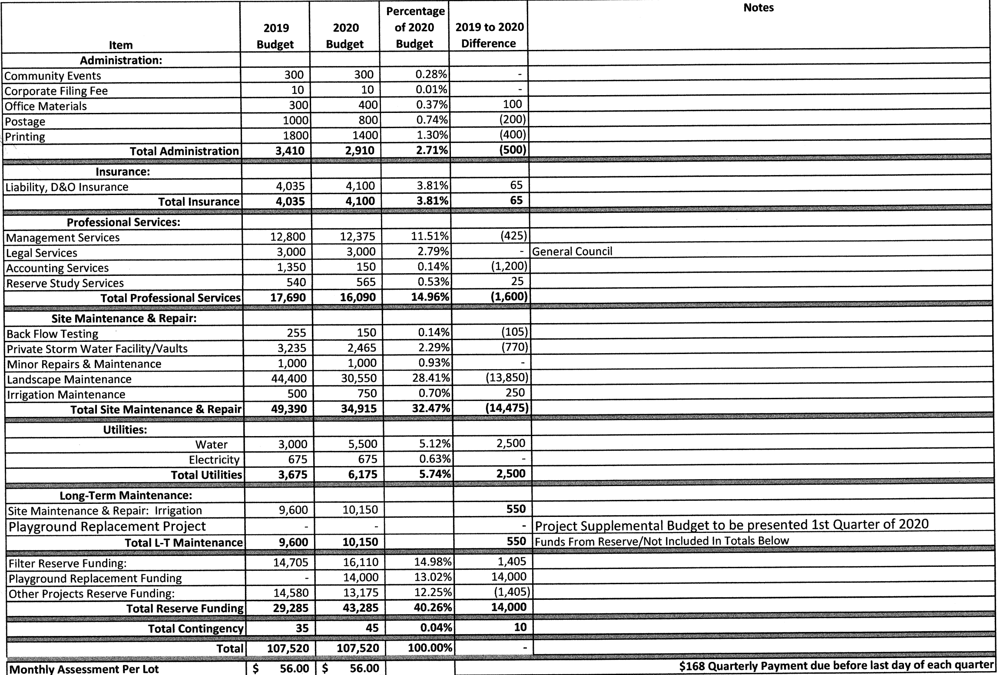 Item 2019 Budget 2020 Budget Percentage of 2020 Budget 2019 to 2020 Difference Notes
Administration:
Community Events 300 300 0.28% -
Corporate Filing Fee 10 10 0.01% -
Office Materials 300 400 0.37% 100
Postage 1000 800 0.74% (200)
Printing 1800 1400 1.30% (400)
Total Administration 3,410 2,910 2.71% (500)
Insurance:
Liability, D&O Insurance 4,035 4,100 3.81% 65
Total Insurance 4,035 4,100 3.81% 65
Professional Services:
Management Services 12,800 12,375 11.51% (425)
Legal Services 3,000 3,000 2.79% - General Council
Accounting Services 1,350 150 0.14% (1,200)
Reserve Study Services 540 565 0.53% 25
Total Professional Services 17,690 16,090 14.96% (1,600)
Site Maintenance & Repair:
Back Flow Testing 255 150 0.14% (105)
Private Storm Water Facility/Vaults 3,235 2,465 2.29% (770)
Minor Repairs & Maintenance 1,000 1,000 0.93% -
Landscape Maintenance 44,400 30,550 28.41% (13,850)
Irrigation Maintenance 500 750 0.70% 250
Total Site Maintenance & Repair 49,390 34,915 32.47% (14,475)
Utilities:
Water 3,000 5,500 5.12% 2,500
Electricity 675 675 0.63% -
Total Utilities 3,675 6,175 5.74% 2,500
Long-Term Maintenance:
Site Maintenance & Repair: Irrigation 9,600 10,150 550
Playground Replacement Project - - - Project Supplemental Budget to be presented 1st Quarter of 2020
Total L-T Maintenance 9,600 10,150 550 Funds From Reserve/Not Included In Totals Below
Filter Reserve Funding: 14,705 16,110 14.98% 1,405
Playground Replacement Funding - 14,000 13.02% 14,000
Other Projects Reserve Funding: 14,580 13,175 12.25% (1,405)
Total Reserve Funding 29,285 43,285 40.26% 14,000
Total Contingency 35 45 0.04% 10
Total 107,520 107,520 100.00% -
Monthly Assessment Per Lot $ 56.00 $ 56.00 $168 Quarterly Payment due before last day of each quarter